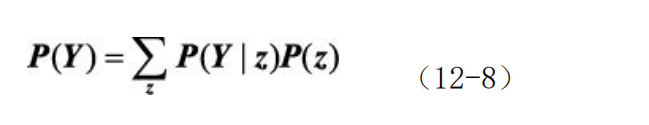 P(Y) = ∑_z P(Y | z)P(z) （12-8）